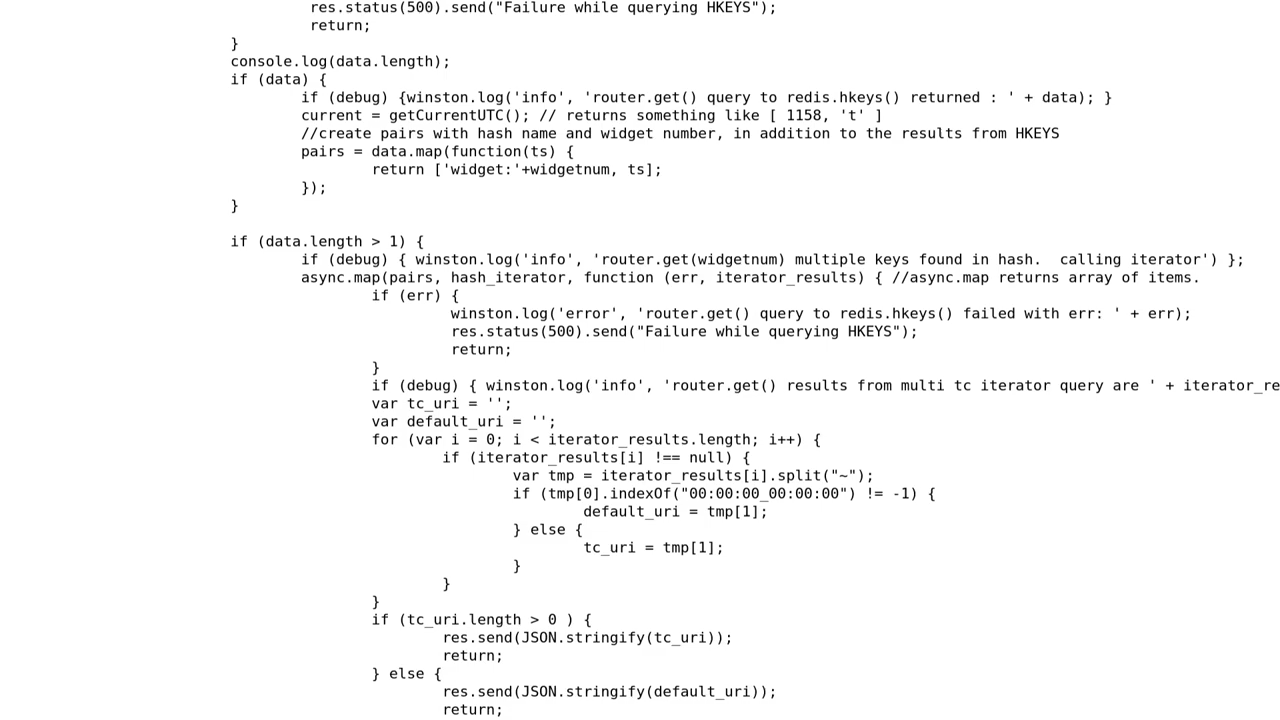 res.status(500).send("Failure while querying HKEYS");
return;
}
console.log(data.length);
if (data) {
if (debug) {winston.log('info', 'router.get() query to redis.hkeys() returned : ' + data); }
current = getCurrentUTC(); // returns something like [ 1158, 't' ]
//create pairs with hash name and widget number, in addition to the results from HKEYS
pairs = data.map(function(ts) {
return ['widget:'+widgetnum, ts];
});
}
if (data.length > 1) {
if (debug) { winston.log('info', 'router.get(widgetnum) multiple keys found in hash.  calling iterator') };
async.map(pairs, hash_iterator, function (err, iterator_results) { //async.map returns array of items.
if (err) {
winston.log('error', 'router.get() query to redis.hkeys() failed with err: ' + err);
res.status(500).send("Failure while querying HKEYS");
return;
}
if (debug) { winston.log('info', 'router.get() results from multi tc iterator query are ' + iterator_re
var tc_uri = '';
var default_uri = '';
for (var i = 0; i < iterator_results.length; i++) {
if (iterator_results[i] !== null) {
var tmp = iterator_results[i].split("~");
if (tmp[0].indexOf("00:00:00_00:00:00") != -1) {
default_uri = tmp[1];
} else {
tc_uri = tmp[1];
}
}
}
if (tc_uri.length > 0 ) {
res.send(JSON.stringify(tc_uri));
return;
} else {
res.send(JSON.stringify(default_uri));
return;